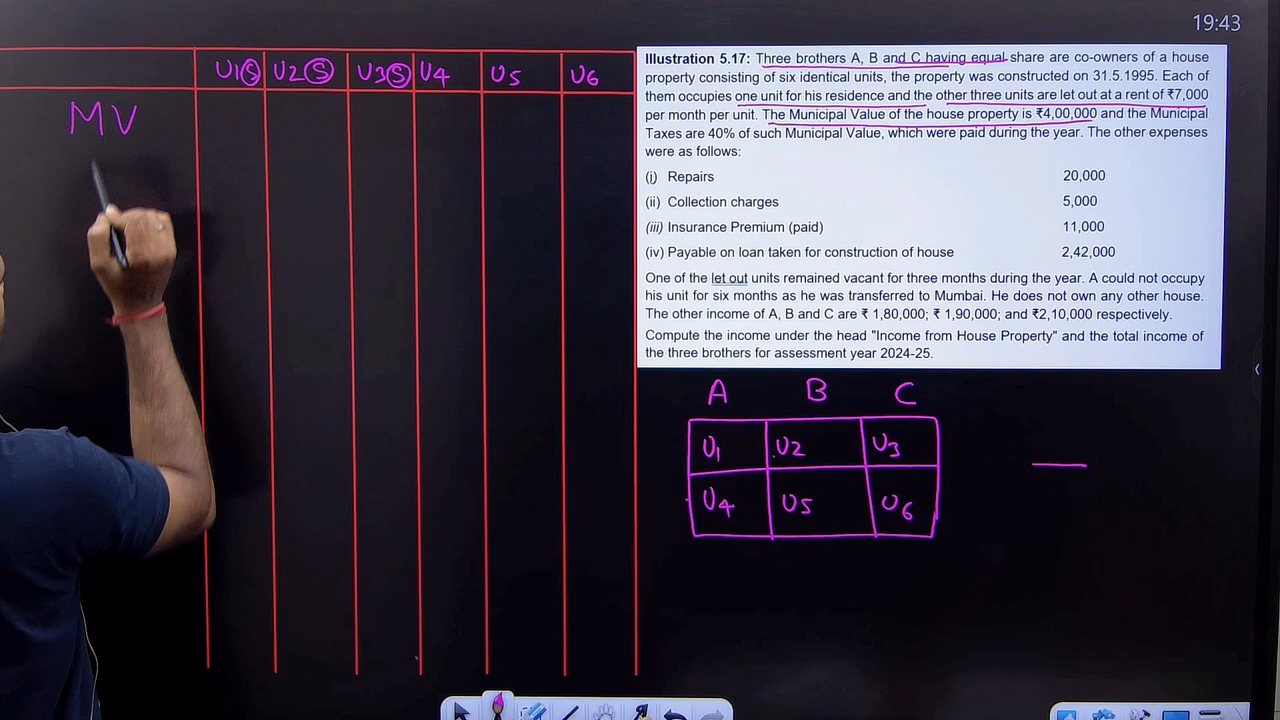 19:43
U1 S U2 S U3 S U4 U5 U6
MV
Illustration 5.17: Three brothers A, B and C having equal share are co-owners of a house
property consisting of six identical units, the property was constructed on 31.5.1995. Each of
them occupies one unit for his residence and the other three units are let out at a rent of ₹7,000
per month per unit. The Municipal Value of the house property is ₹4,00,000 and the Municipal
Taxes are 40% of such Municipal Value, which were paid during the year. The other expenses
were as follows:
(i) Repairs 20,000
(ii) Collection charges 5,000
(iii) Insurance Premium (paid) 11,000
(iv) Payable on loan taken for construction of house 2,42,000
One of the let out units remained vacant for three months during the year. A could not occupy
his unit for six months as he was transferred to Mumbai. He does not own any other house.
The other income of A, B and C are ₹ 1,80,000; ₹ 1,90,000; and ₹2,10,000 respectively.
Compute the income under the head "Income from House Property" and the total income of
the three brothers for assessment year 2024-25.
A B C
U1 U2 U3
U4 U5 U6